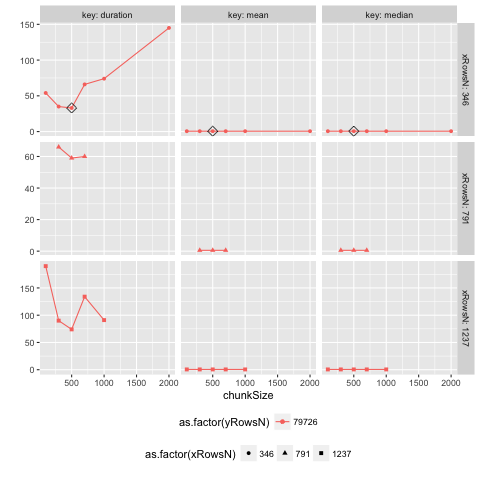 key: duration key: mean key: median
150
100
50
0
xRowsN: 346
60
40
20
0
xRowsN: 791
150
100
50
0
xRowsN: 1237
500 1000 1500 2000 500 1000 1500 2000 500 1000 1500 2000
chunkSize
as.factor(yRowsN) 79726
as.factor(xRowsN) 346 791 1237